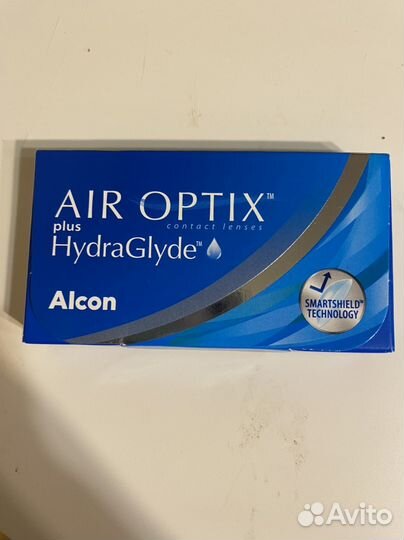 AIR OPTIX™
plus
contact lenses
HydraGlyde™
Alcon
SMARTSHIELD™
TECHNOLOGY
Avito